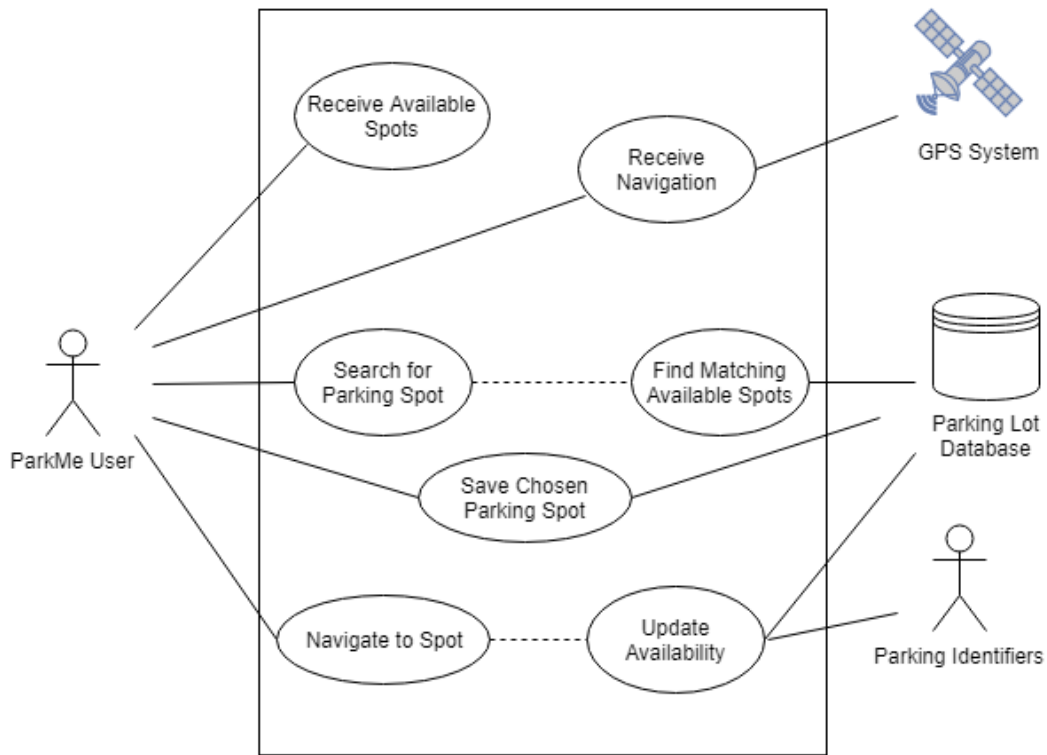 Receive Available
Spots
Receive
Navigation
GPS System
Search for
Parking Spot
Find Matching
Available Spots
ParkMe User
Parking Lot
Database
Save Chosen
Parking Spot
Navigate to Spot
Update
Availability
Parking Identifiers